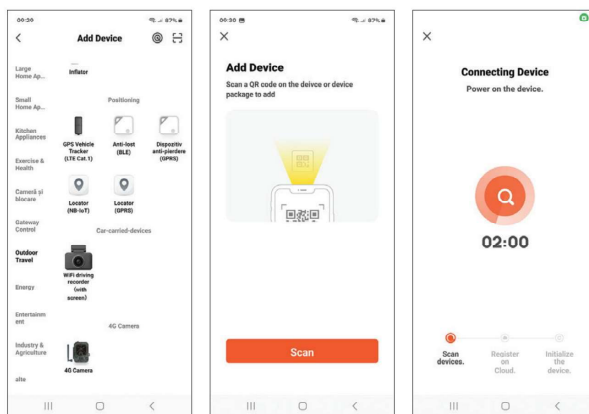 00:30
87%
Add Device
Large
Home Ap...
Inflator
Small
Home Ap...
Positioning
Kitchen
Appliances
GPS Vehicle
Tracker
(LTE Cat.1)
Anti-lost
(BLE)
Dispozitiv
anti-pierdere
(GPRS)
Exercise &
Health
Cameră și
blocare
Locator
(NB-IoT)
Locator
(GPRS)
Gateway
Control
Car-carried-devices
Outdoor
Travel
WiFi driving
recorder
(with
screen)
Energy
Entertainm
ent
4G Camera
Industry &
Agriculture
4G Camera
alte
00:30
87%
Add Device
Scan a QR code on the deivce or device
package to add
Scan
Connecting Device
Power on the device.
02:00
Scan
devices.
Register
on
Cloud.
Initialize
the
device.